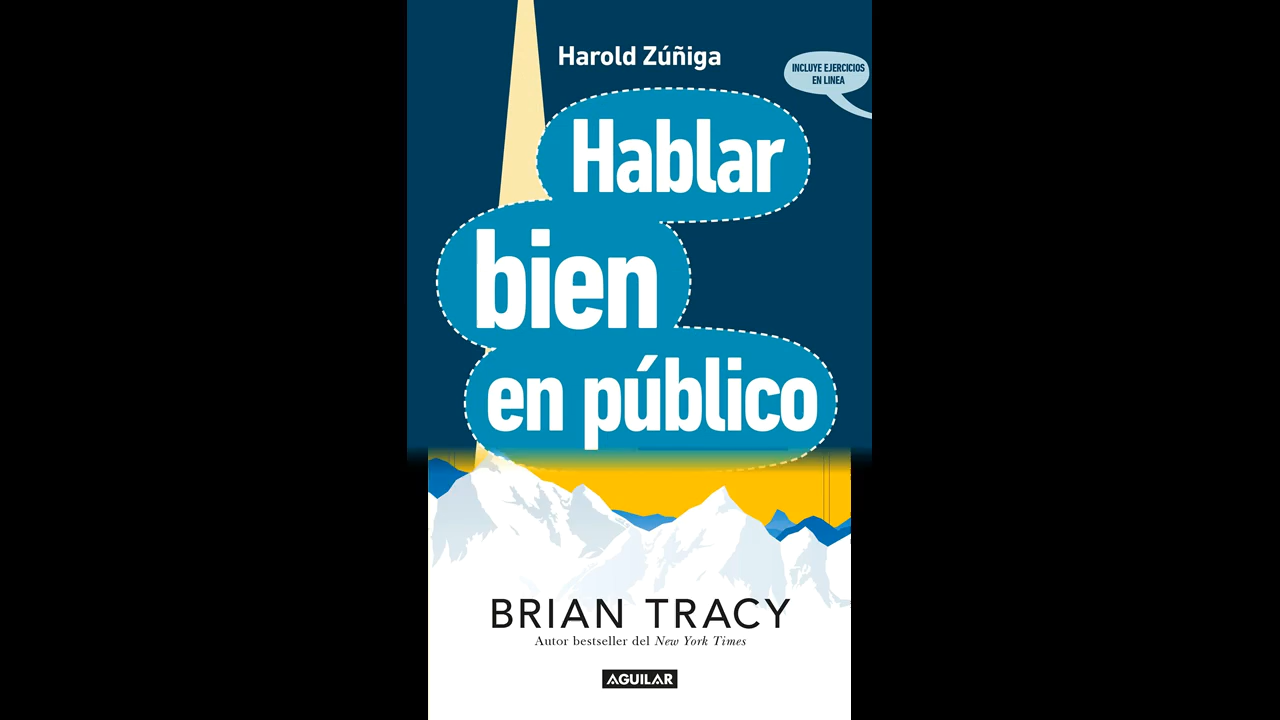 Harold Zúñiga
INCLUYE EJERCICIOS
EN LINEA
Hablar
bien
en público
BRIAN TRACY
Autor bestseller del New York Times
AGUILAR